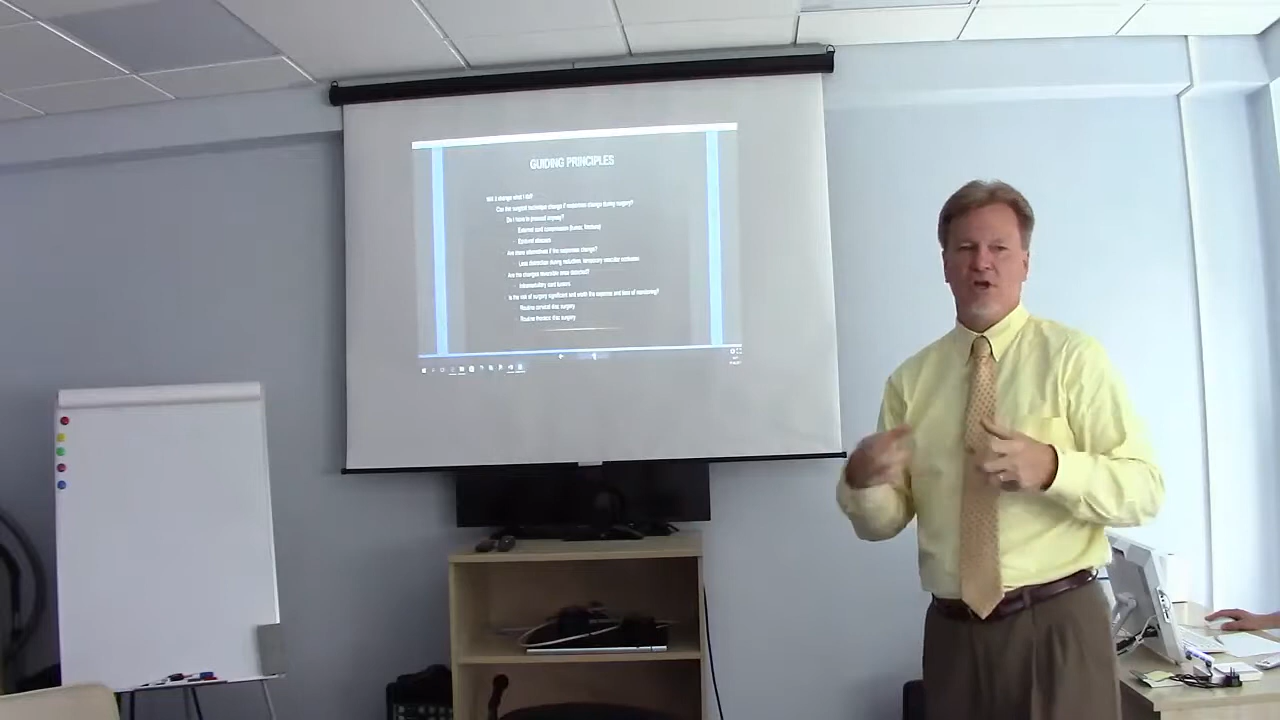 GUIDING PRINCIPLES
Will it change what I do?
Can the surgical technique change if responses change during surgery?
Do I have to proceed anyway?
External cord compression (tumor, fracture)
Epidural abscess
Are there alternatives if the responses change?
Less distraction during reduction, temporary vascular occlusion
Are the changes reversible once detected?
Intramedullary cord tumors
Is the risk of surgery significant and worth the expense and time of monitoring?
Routine cervical disc surgery
Routine thoracic disc surgery